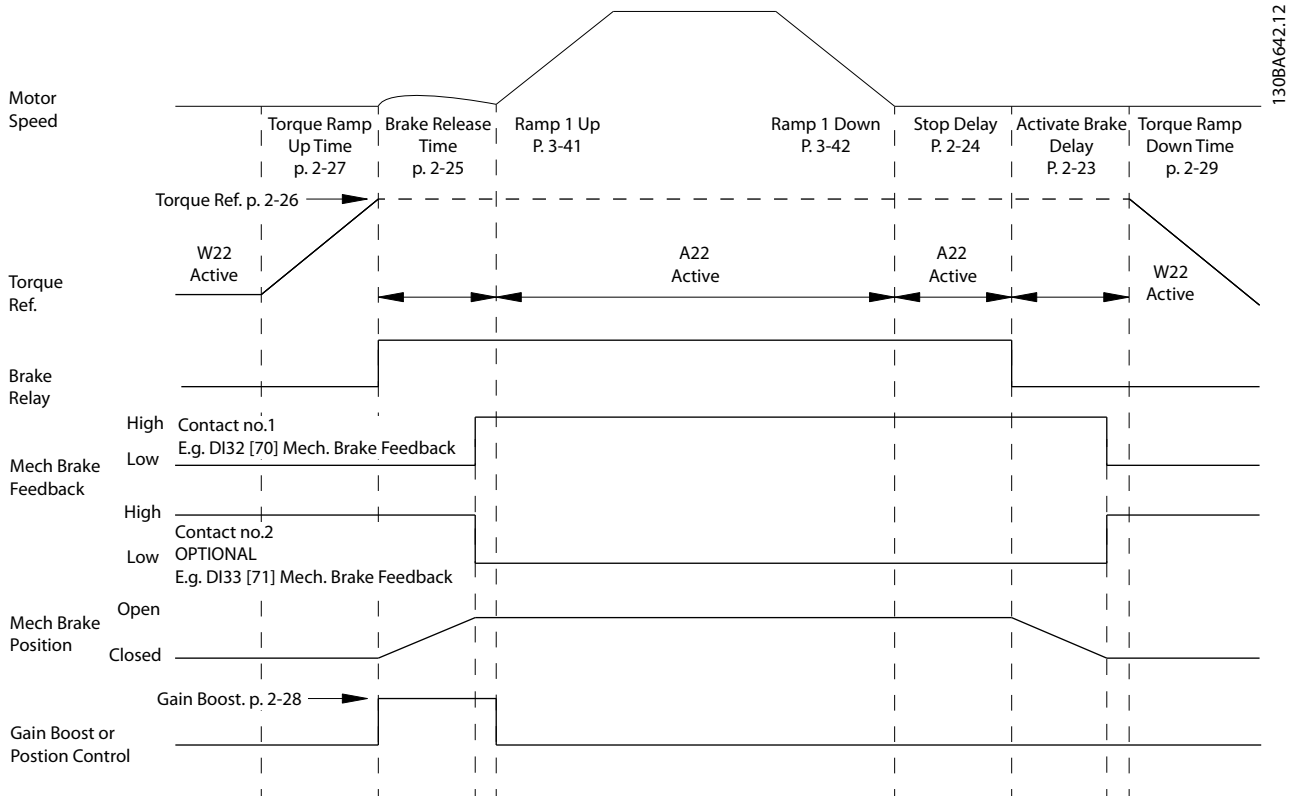 130BA642.12
Motor
Speed
Torque Ramp
Up Time
p. 2-27
Brake Release
Time
p. 2-25
Ramp 1 Up
P. 3-41
Ramp 1 Down
P. 3-42
Stop Delay
P. 2-24
Activate Brake
Delay
P. 2-23
Torque Ramp
Down Time
p. 2-29
Torque Ref. p. 2-26
W22
Active
A22
Active
A22
Active
W22
Active
Torque
Ref.
Brake
Relay
High
Contact no.1
E.g. DI32 [70] Mech. Brake Feedback
Low
Mech Brake
Feedback
High
Contact no.2
OPTIONAL
Low
E.g. DI33 [71] Mech. Brake Feedback
Open
Mech Brake
Position
Closed
Gain Boost. p. 2-28
Gain Boost or
Postion Control